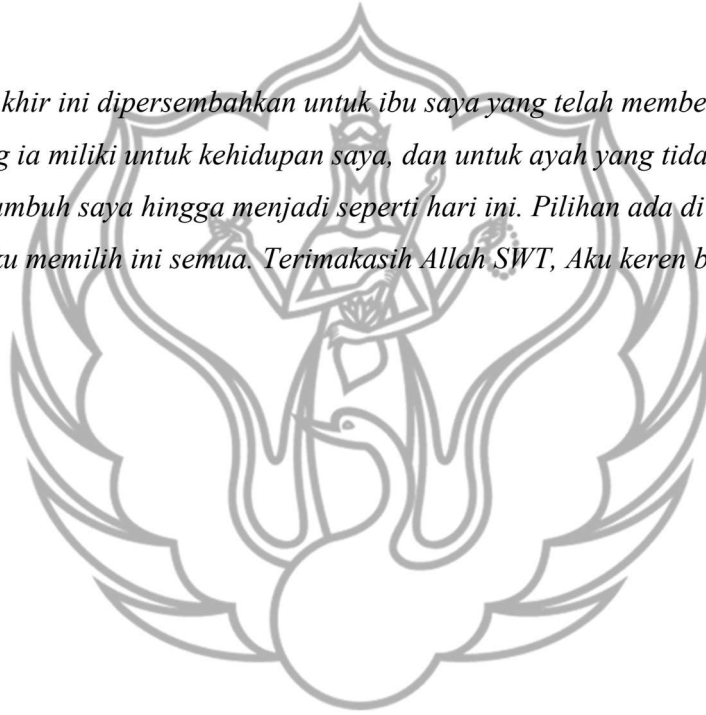 khir ini dipersembahkan untuk ibu saya yang telah membe
g ia miliki untuk kehidupan saya, dan untuk ayah yang tida
mbuh saya hingga menjadi seperti hari ini. Pilihan ada di
ku memilih ini semua. Terimakasih Allah SWT, Aku keren b